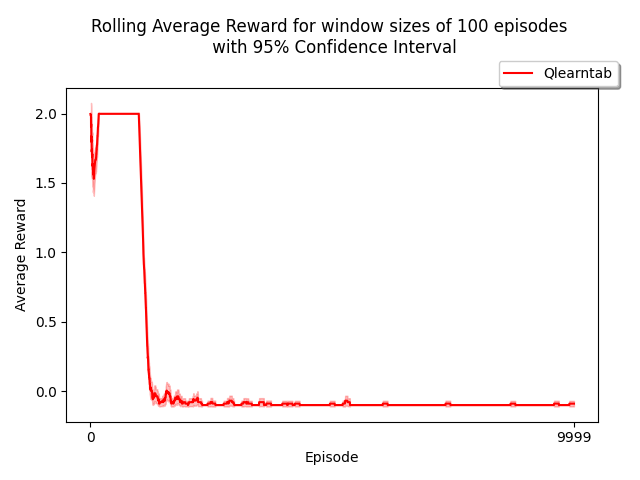 Rolling Average Reward for window sizes of 100 episodes
with 95% Confidence Interval
Qlearntab
2.0
1.5
1.0
0.5
0.0
Average Reward
0
9999
Episode